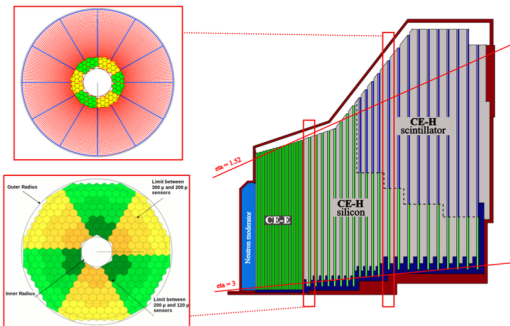 CE-H
scintillator
eta = 1.52
Outer Radius
Limit between
300 μ and 200 μ
sensors
CE-H
silicon
CE-E
Neutron moderator
eta = 3
Inner Radius
Limit between
200 μ and 120 μ
sensors